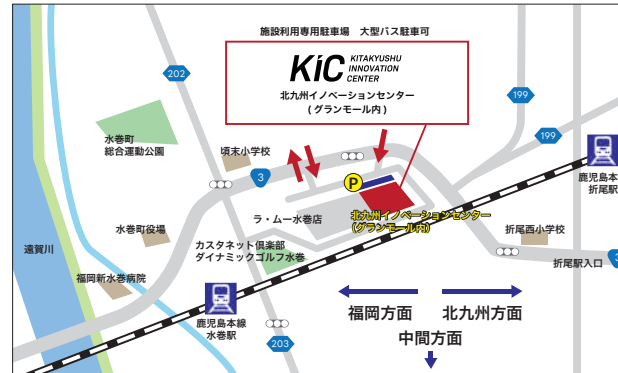 施設利用専用駐車場　大型バス駐車可
KiC
KITAKYUSHU
INNOVATION
CENTER
北九州イノベーションセンター
(グランモール内)
202
199
199
水巻町
総合運動公園
頃末小学校
3
P
鹿児島本
折尾駅
ラ・ムー水巻店
北九州イノベーションセンター
(グランモール内)
水巻町役場
カスタネット倶楽部
ダイナミックゴルフ水巻
折尾西小学校
遠賀川
福岡新水巻病院
折尾駅入口
3
鹿児島本線
水巻駅
203
福岡方面
北九州方面
中間方面